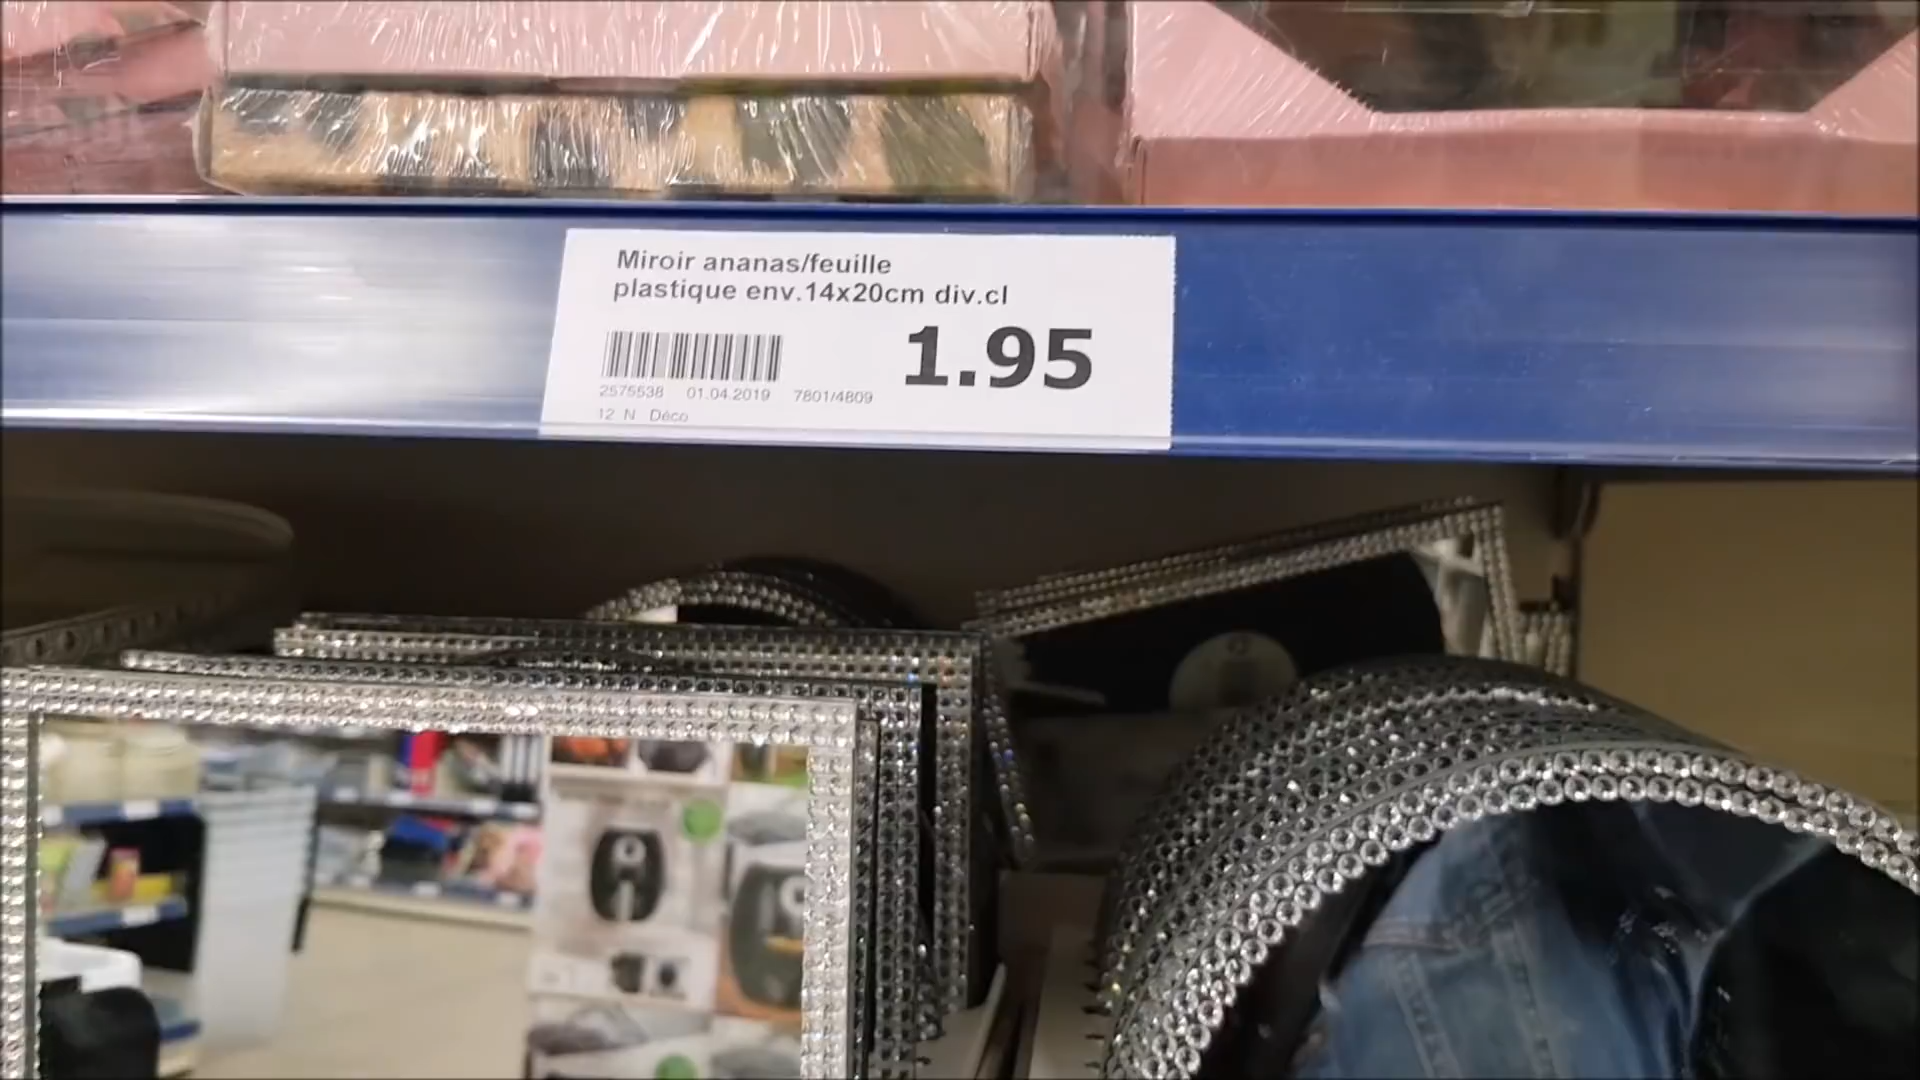 Miroir ananas/feuille
plastique env.14x20cm div.cl
1.95
2575538 01.04.2019 7801/4809
12 N Déco